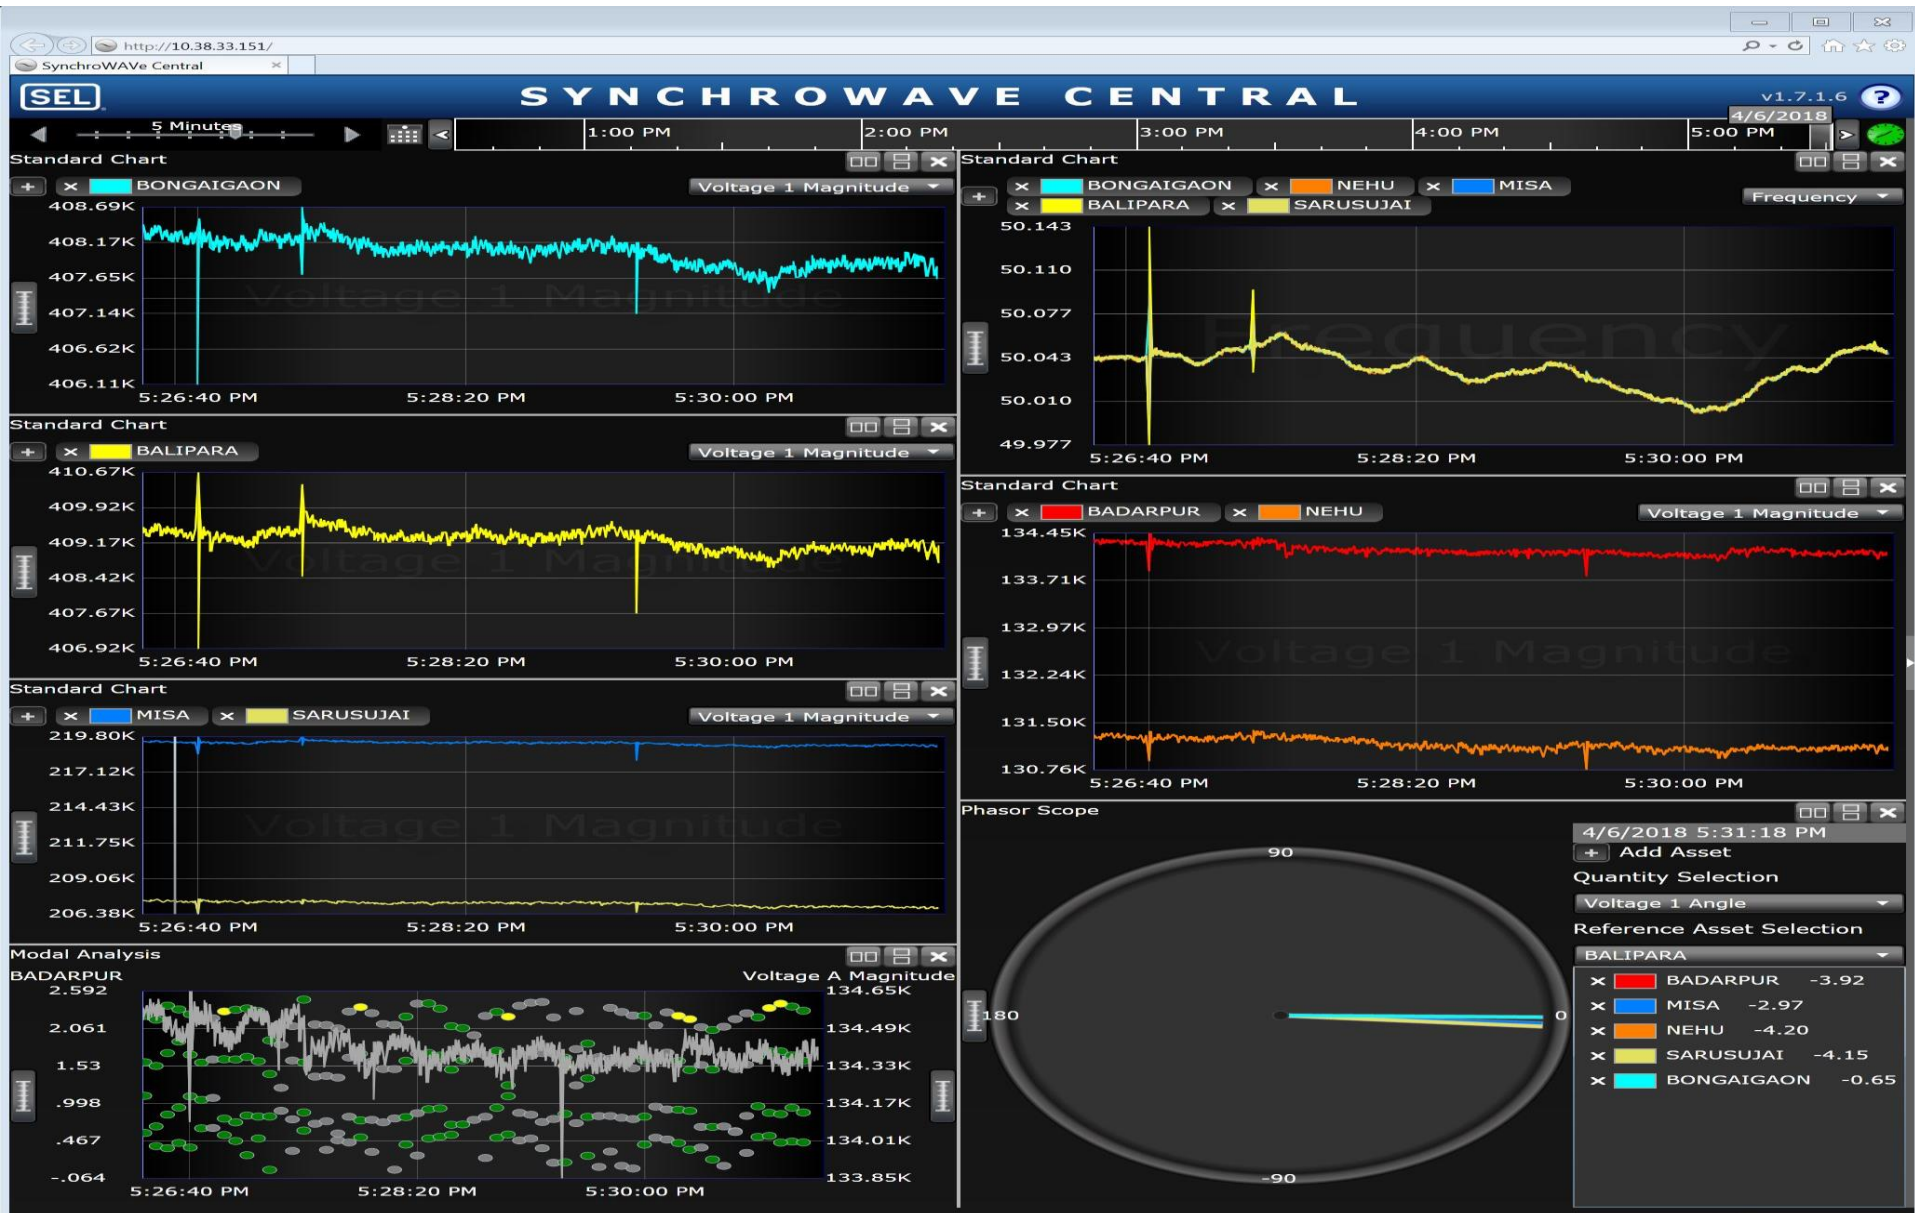 http://10.38.33.151/
SynchroWAVe Central
SEL
SYNCHROWAVE CENTRAL
v1.7.1.6 ?
4/6/2018
5 Minutes
1:00 PM 2:00 PM 3:00 PM 4:00 PM 5:00 PM
Standard Chart
BONGAIGAON
Voltage 1 Magnitude
408.69K
408.17K
407.65K
407.14K
406.62K
406.11K
Voltage 1 Magnitude
5:26:40 PM 5:28:20 PM 5:30:00 PM
Standard Chart
BALIPARA
Voltage 1 Magnitude
410.67K
409.92K
409.17K
408.42K
407.67K
406.92K
Voltage 1 Magnitude
5:26:40 PM 5:28:20 PM 5:30:00 PM
Standard Chart
MISA SARUSUJAI
Voltage 1 Magnitude
219.80K
217.12K
214.43K
211.75K
209.06K
206.38K
Voltage 1 Magnitude
5:26:40 PM 5:28:20 PM 5:30:00 PM
Modal Analysis
BADARPUR
Voltage A Magnitude
2.592
2.061
1.53
.998
.467
-.064
134.65K
134.49K
134.33K
134.17K
134.01K
133.85K
5:26:40 PM 5:28:20 PM 5:30:00 PM
Standard Chart
BONGAIGAON NEHU MISA
BALIPARA SARUSUJAI
Frequency
50.143
50.110
50.077
50.043
50.010
49.977
Frequency
5:26:40 PM 5:28:20 PM 5:30:00 PM
Standard Chart
BADARPUR NEHU
Voltage 1 Magnitude
134.45K
133.71K
132.97K
132.24K
131.50K
130.76K
Voltage 1 Magnitude
5:26:40 PM 5:28:20 PM 5:30:00 PM
Phasor Scope
90
180
0
-90
4/6/2018 5:31:18 PM
Add Asset
Quantity Selection
Voltage 1 Angle
Reference Asset Selection
BALIPARA
BADARPUR -3.92
MISA -2.97
NEHU -4.20
SARUSUJAI -4.15
BONGAIGAON -0.65